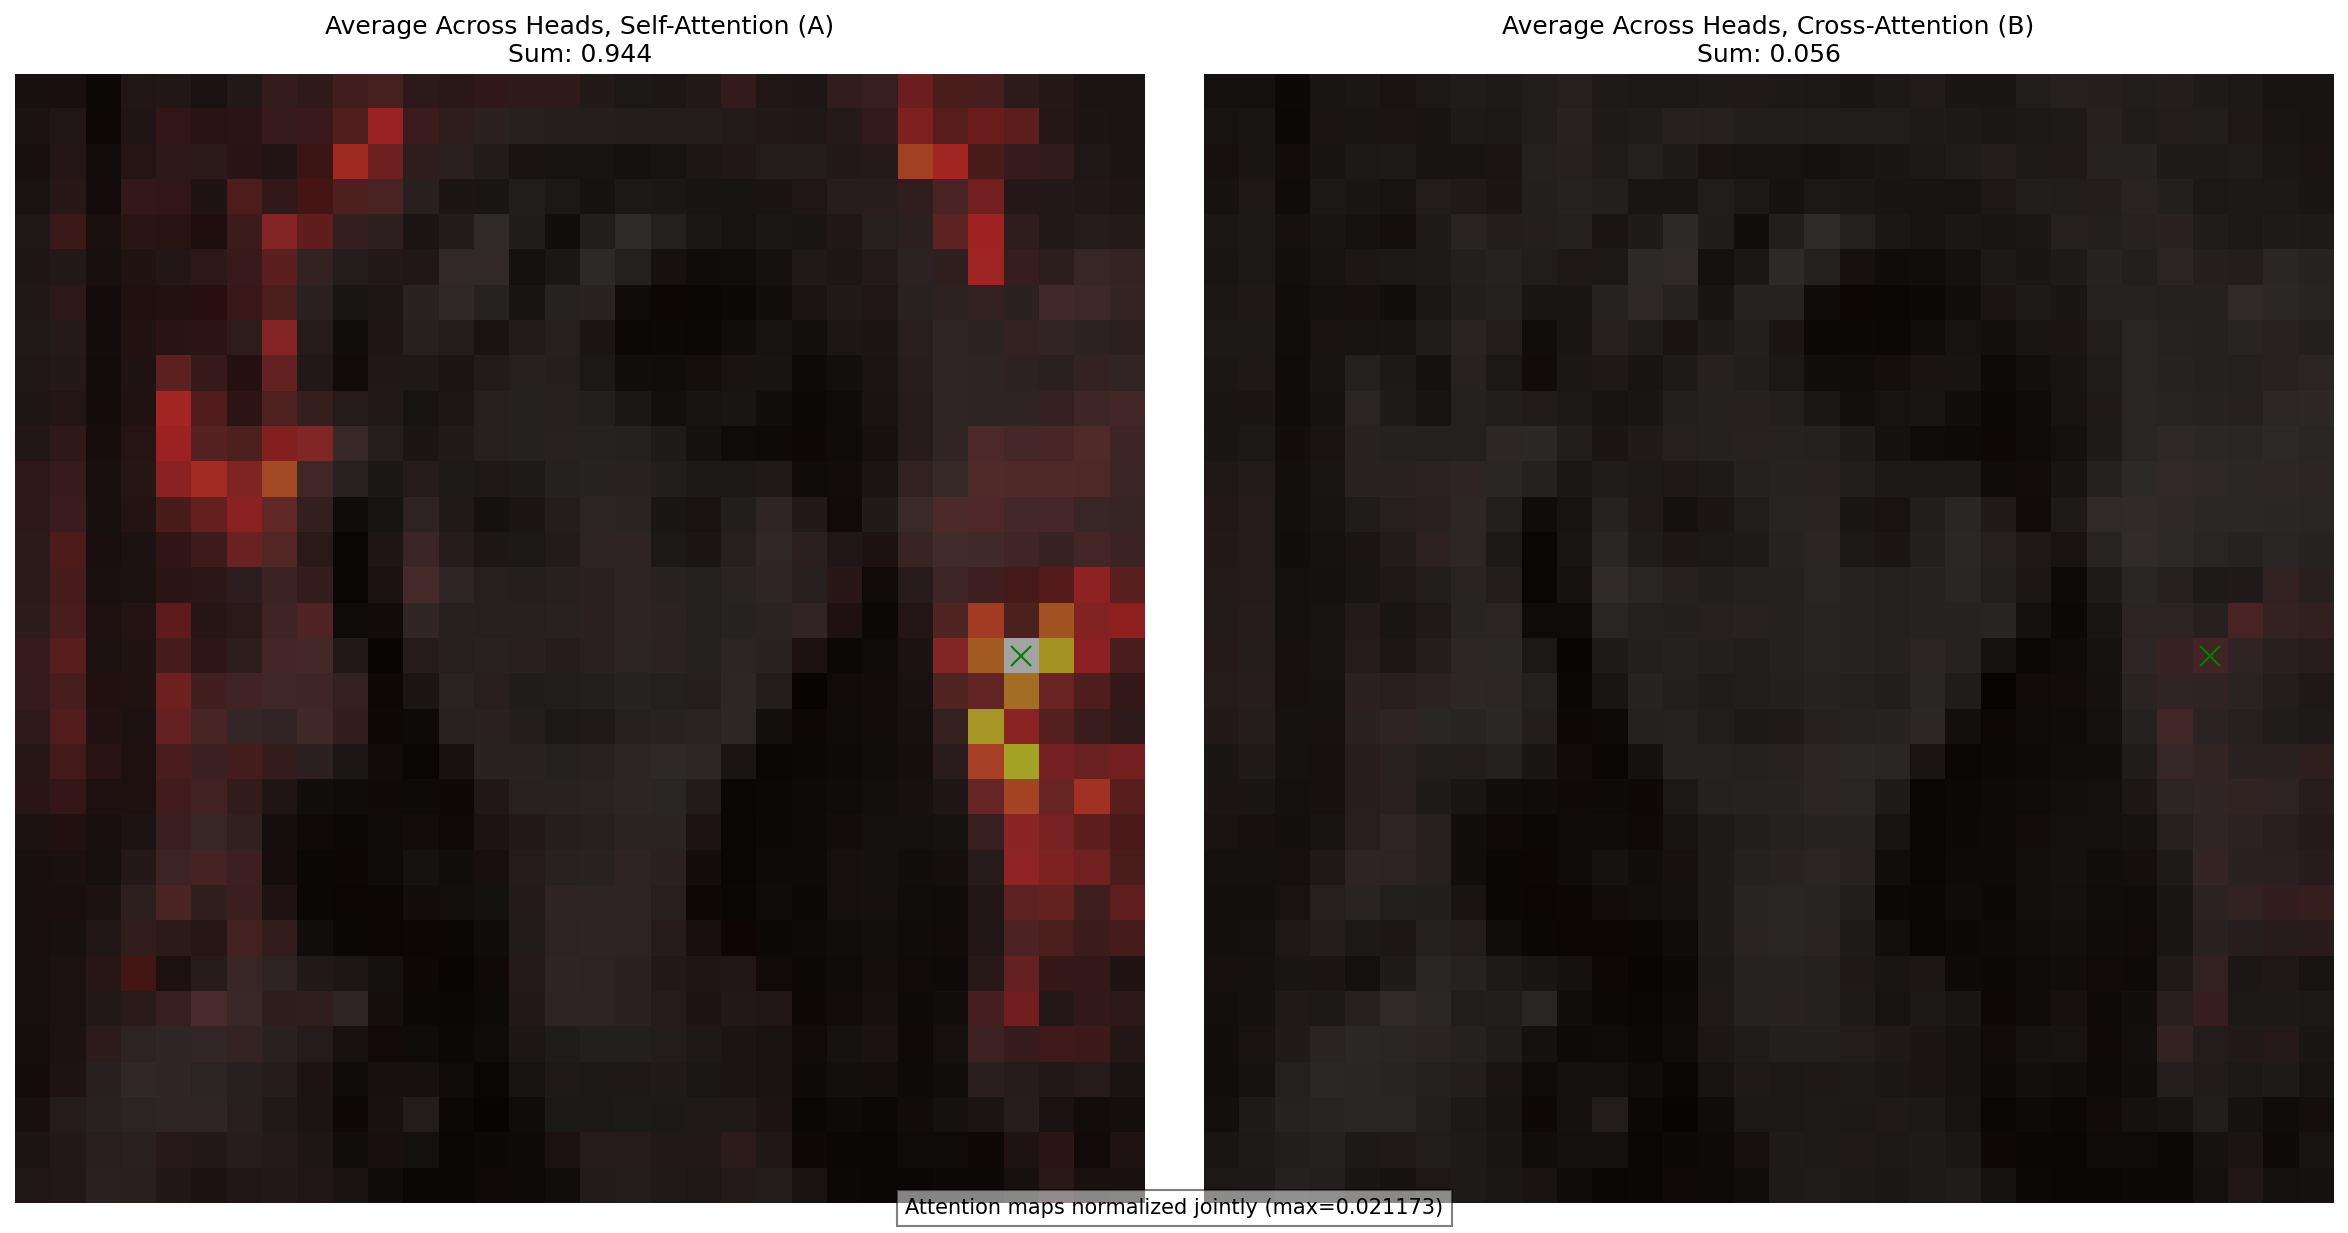 Average Across Heads, Self-Attention (A)
Sum: 0.944
Average Across Heads, Cross-Attention (B)
Sum: 0.056
Attention maps normalized jointly (max=0.021173)